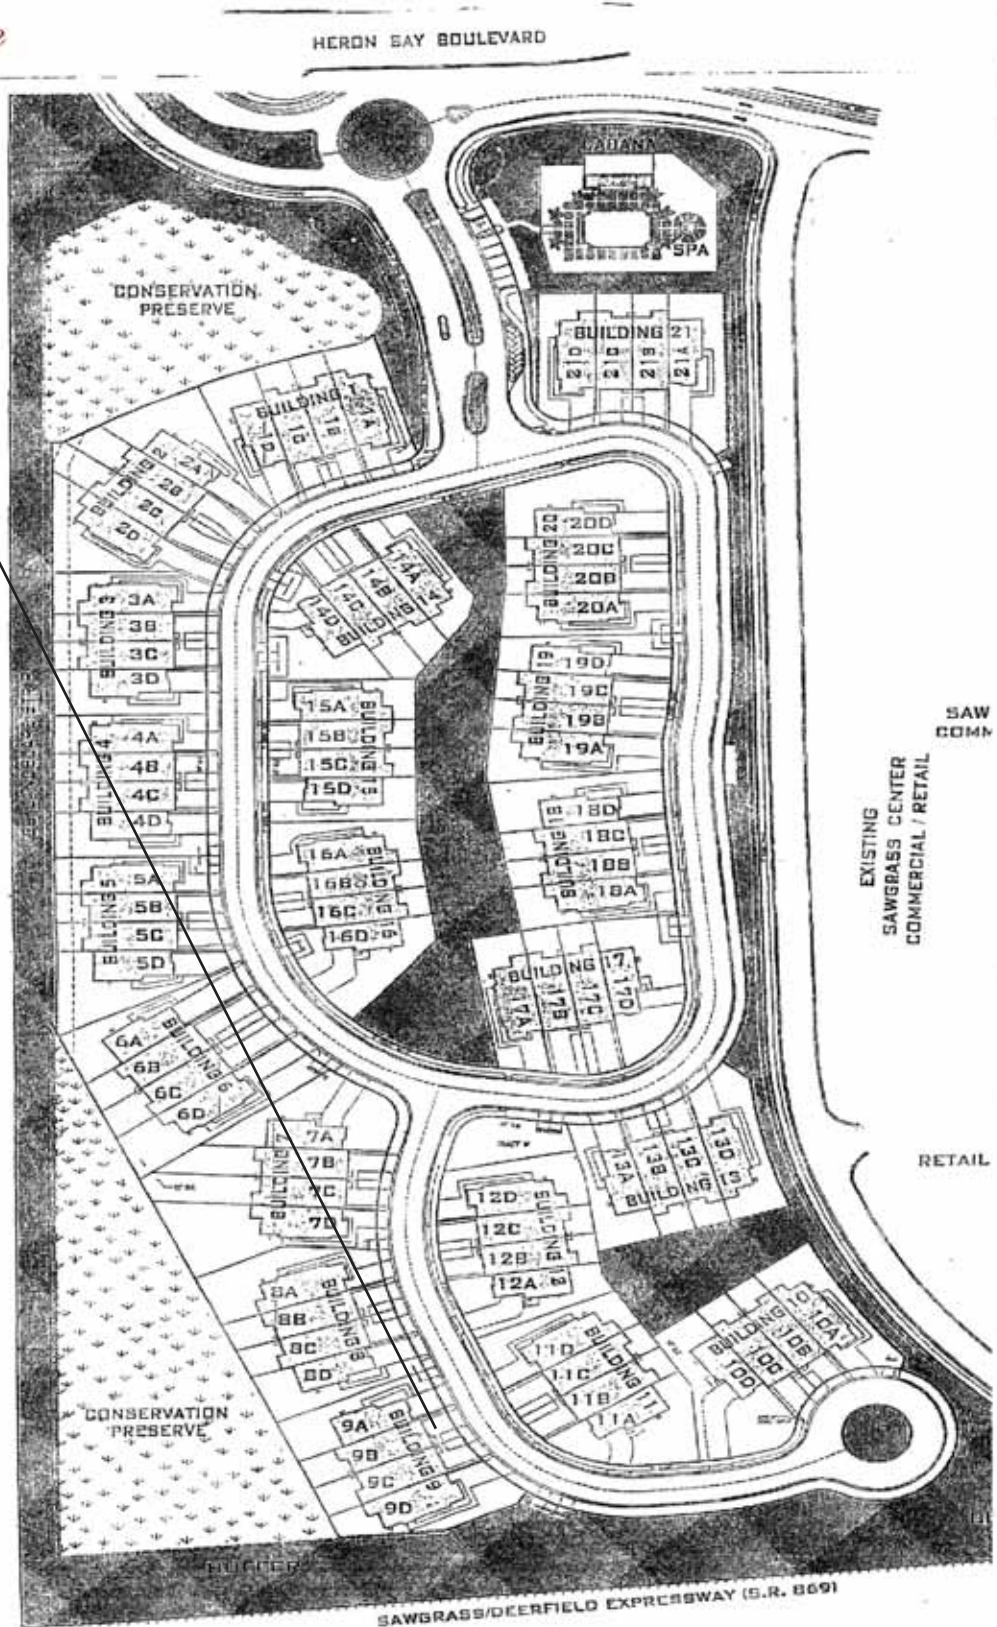 e
HERON BAY BOULEVARD
CABANA
SPA
CONSERVATION
PRESERVE
BUILDING 21
21D
21C
21B
21A
BUILDING
1D
1C
1B
1A
BUILDING 2
2A
2B
2C
2D
BUILDING 20
20D
20C
20B
20A
14A
14B
14C
14D
BUILDING 14
BUILDING 3
3A
3B
3C
3D
BUILDING 19
19D
19C
19B
19A
15A
15B
15C
15D
BUILDING 15
BUILDING 4
4A
4B
4C
4D
SAW
COMM
EXISTING
SAWGRASS CENTER
COMMERCIAL / RETAIL
BUILDING 18
18D
18C
18B
18A
16A
16B
16C
16D
BUILDING 16
BUILDING 5
5A
5B
5C
5D
BUILDING 17
17A
17B
17C
17D
BUILDING 6
6A
6B
6C
6D
BUILDING 7
7A
7B
7C
7D
13A
13B
13C
13D
BUILDING 13
RETAIL
12D
12C
12B
12A
BUILDING 12
BUILDING 8
8A
8B
8C
8D
BUILDING 10
10A
10B
10C
10D
11D
11C
11B
11A
BUILDING 11
CONSERVATION
PRESERVE
BUILDING 9
9A
9B
9C
9D
BUFFER
SAWGRASS/DEERFIELD EXPRESSWAY (S.R. 869)